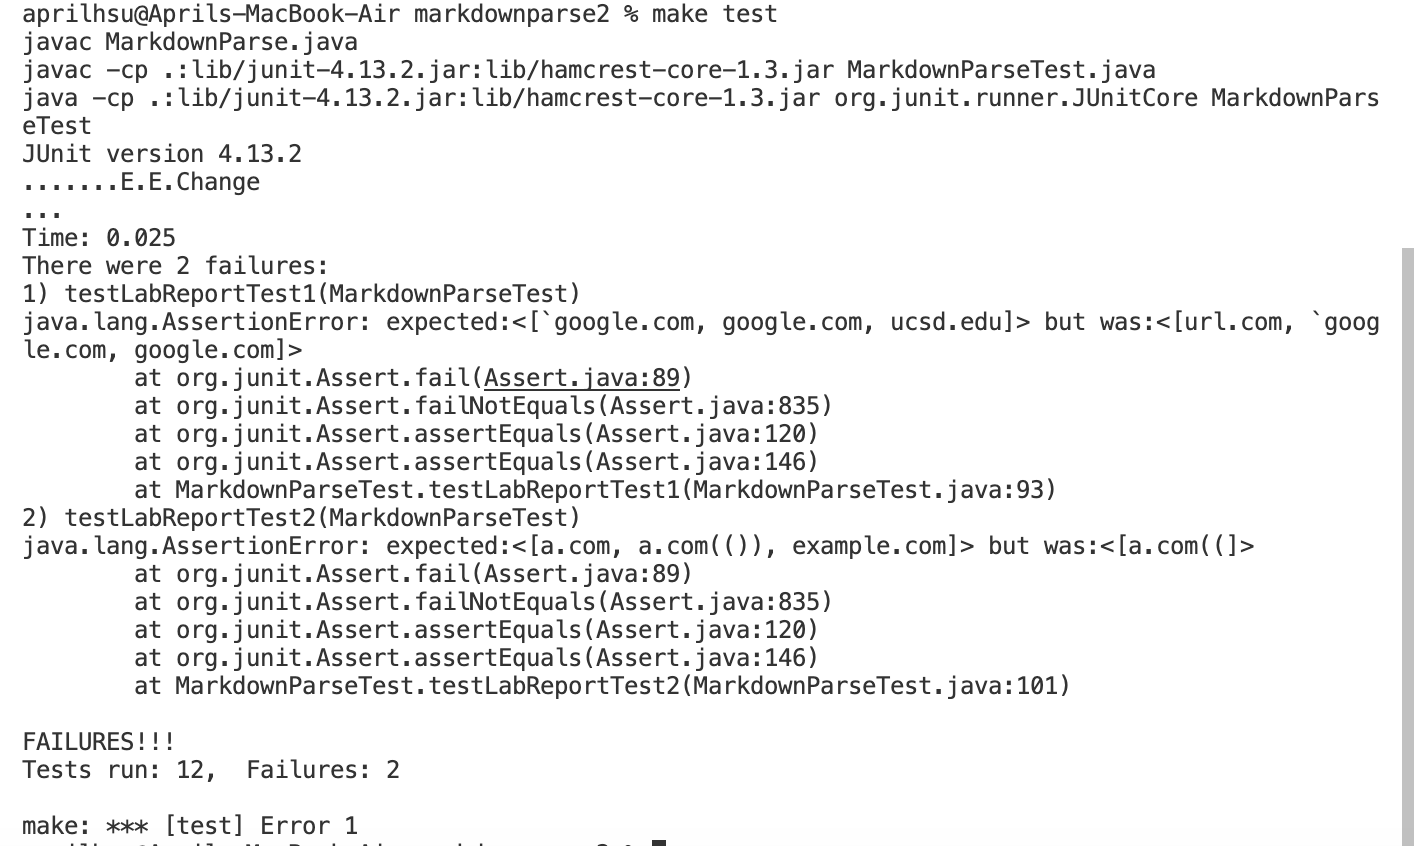 aprilhsu@Aprils-MacBook-Air markdownparse2 % make test
javac MarkdownParse.java
javac -cp .:lib/junit-4.13.2.jar:lib/hamcrest-core-1.3.jar MarkdownParseTest.java
java -cp .:lib/junit-4.13.2.jar:lib/hamcrest-core-1.3.jar org.junit.runner.JUnitCore MarkdownPars
eTest
JUnit version 4.13.2
.......E.E.Change
...
Time: 0.025
There were 2 failures:
1) testLabReportTest1(MarkdownParseTest)
java.lang.AssertionError: expected:<[`google.com, google.com, ucsd.edu]> but was:<[url.com, `goog
le.com, google.com]>
        at org.junit.Assert.fail(Assert.java:89)
        at org.junit.Assert.failNotEquals(Assert.java:835)
        at org.junit.Assert.assertEquals(Assert.java:120)
        at org.junit.Assert.assertEquals(Assert.java:146)
        at MarkdownParseTest.testLabReportTest1(MarkdownParseTest.java:93)
2) testLabReportTest2(MarkdownParseTest)
java.lang.AssertionError: expected:<[a.com, a.com(()), example.com]> but was:<[a.com((]>
        at org.junit.Assert.fail(Assert.java:89)
        at org.junit.Assert.failNotEquals(Assert.java:835)
        at org.junit.Assert.assertEquals(Assert.java:120)
        at org.junit.Assert.assertEquals(Assert.java:146)
        at MarkdownParseTest.testLabReportTest2(MarkdownParseTest.java:101)
FAILURES!!!
Tests run: 12,  Failures: 2
make: *** [test] Error 1